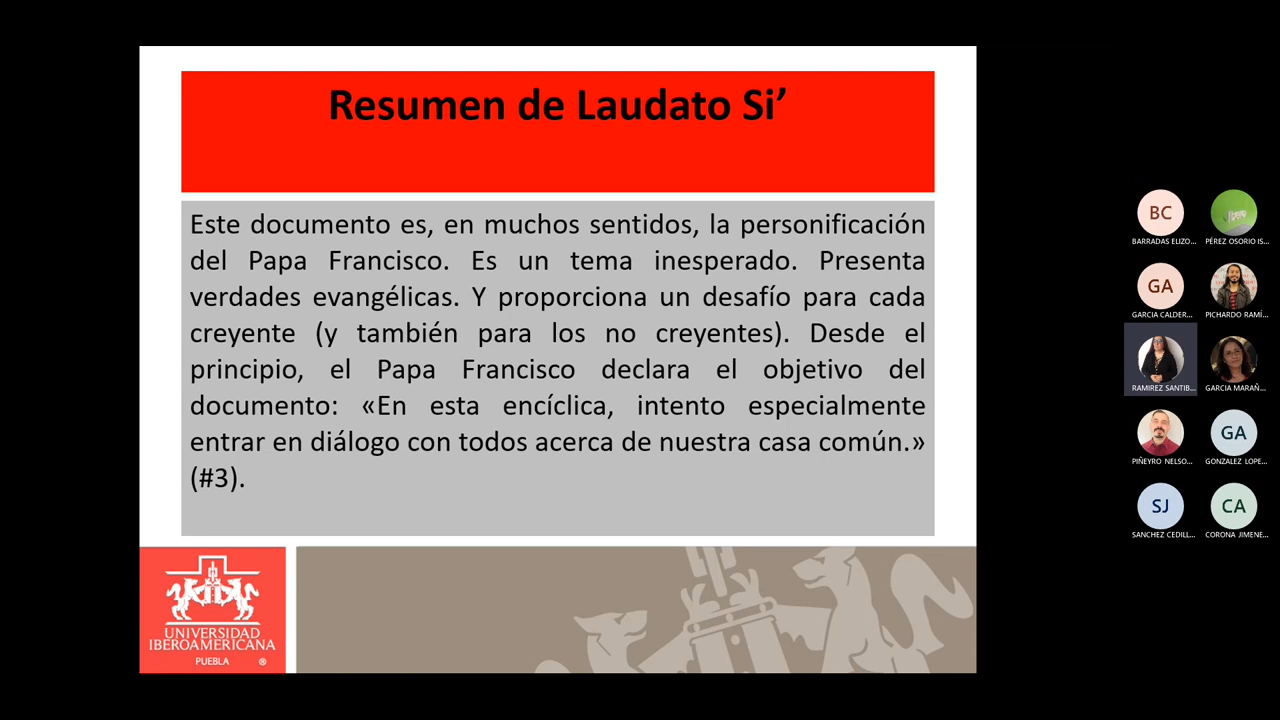 Resumen de Laudato Si’
Este documento es, en muchos sentidos, la personificación
del Papa Francisco. Es un tema inesperado. Presenta
verdades evangélicas. Y proporciona un desafío para cada
creyente (y también para los no creyentes). Desde el
principio, el Papa Francisco declara el objetivo del
documento: «En esta encíclica, intento especialmente
entrar en diálogo con todos acerca de nuestra casa común.»
(#3).
UNIVERSIDAD
IBEROAMERICANA
PUEBLA ®
BC
BARRADAS ELIZO...
PÉREZ OSORIO IS...
GA
GARCIA CALDER...
PICHARDO RAMÍ...
RAMIREZ SANTIB...
GARCIA MARAÑ...
PIÑEYRO NELSO...
GA
GONZALEZ LOPE...
SJ
SANCHEZ CEDILL...
CA
CORONA JIMENE...